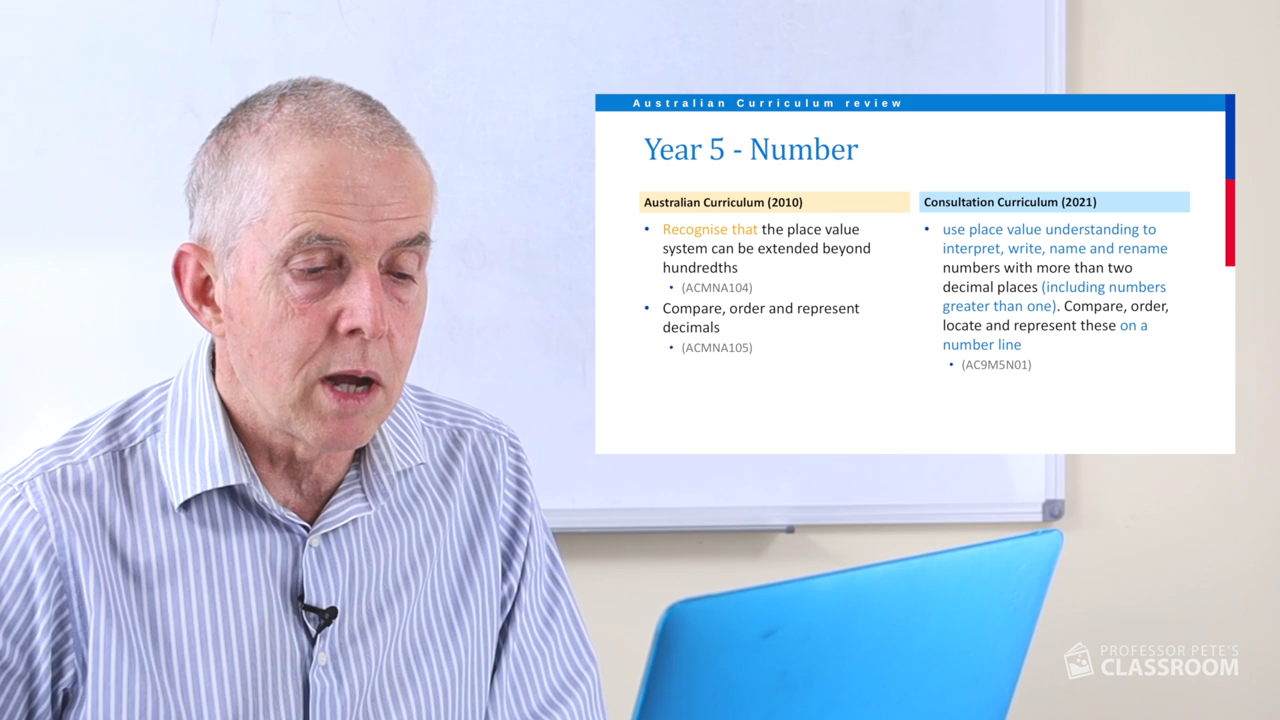 Australian Curriculum review
Year 5 - Number
Australian Curriculum (2010)
• Recognise that the place value
system can be extended beyond
hundredths
• (ACMNA104)
• Compare, order and represent
decimals
• (ACMNA105)
Consultation Curriculum (2021)
• use place value understanding to
interpret, write, name and rename
numbers with more than two
decimal places (including numbers
greater than one). Compare, order,
locate and represent these on a
number line
• (AC9M5N01)
PROFESSOR PETE'S
CLASSROOM